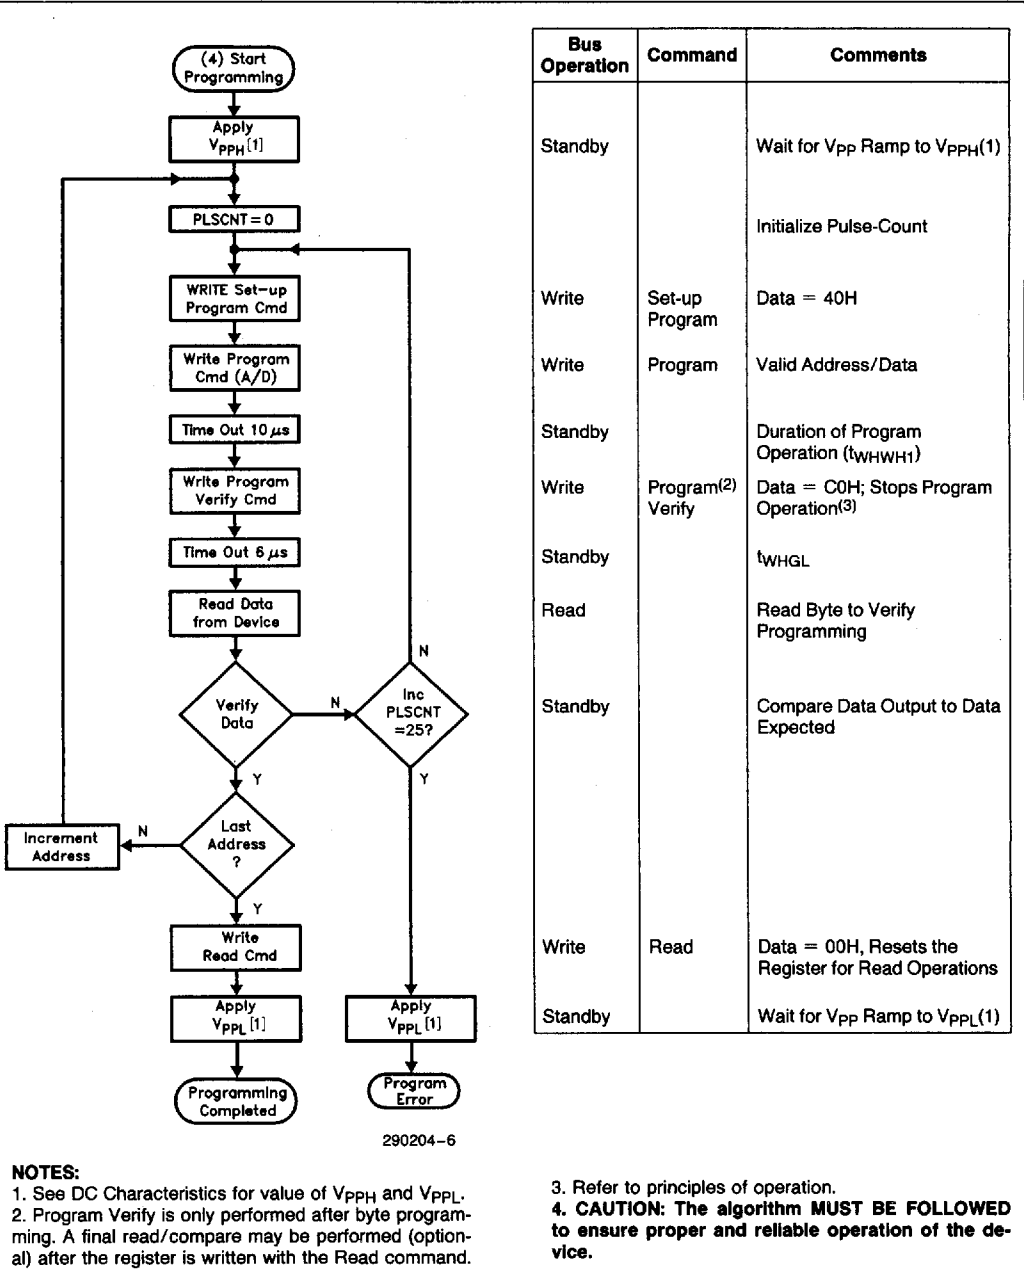 (4) Start
Programming
Apply
VPPH[1]
PLSCNT = 0
WRITE Set-up
Program Cmd
Write Program
Cmd (A/D)
Time Out 10 μs
Write Program
Verify Cmd
Time Out 6 μs
Read Data
from Device
Verify
Data
N
Inc
PLSCNT
=25?
N
Y
Y
Last
Address
?
N
Increment
Address
Y
Write
Read Cmd
Apply
VPPL[1]
Apply
VPPL[1]
Programming
Completed
Program
Error
290204-6
Bus Operation Command Comments
Standby Wait for VPP Ramp to VPPH(1)
Initialize Pulse-Count
Write Set-up Data = 40H
Program
Write Program Valid Address/Data
Standby Duration of Program
Operation (tWHWH1)
Write Program(2) Data = C0H; Stops Program
Verify Operation(3)
Standby tWHGL
Read Read Byte to Verify
Programming
Standby Compare Data Output to Data
Expected
Write Read Data = 00H, Resets the
Register for Read Operations
Standby Wait for VPP Ramp to VPPL(1)
NOTES:
1. See DC Characteristics for value of VPPH and VPPL.
2. Program Verify is only performed after byte program-
ming. A final read/compare may be performed (option-
al) after the register is written with the Read command.
3. Refer to principles of operation.
4. CAUTION: The algorithm MUST BE FOLLOWED
to ensure proper and reliable operation of the de-
vice.